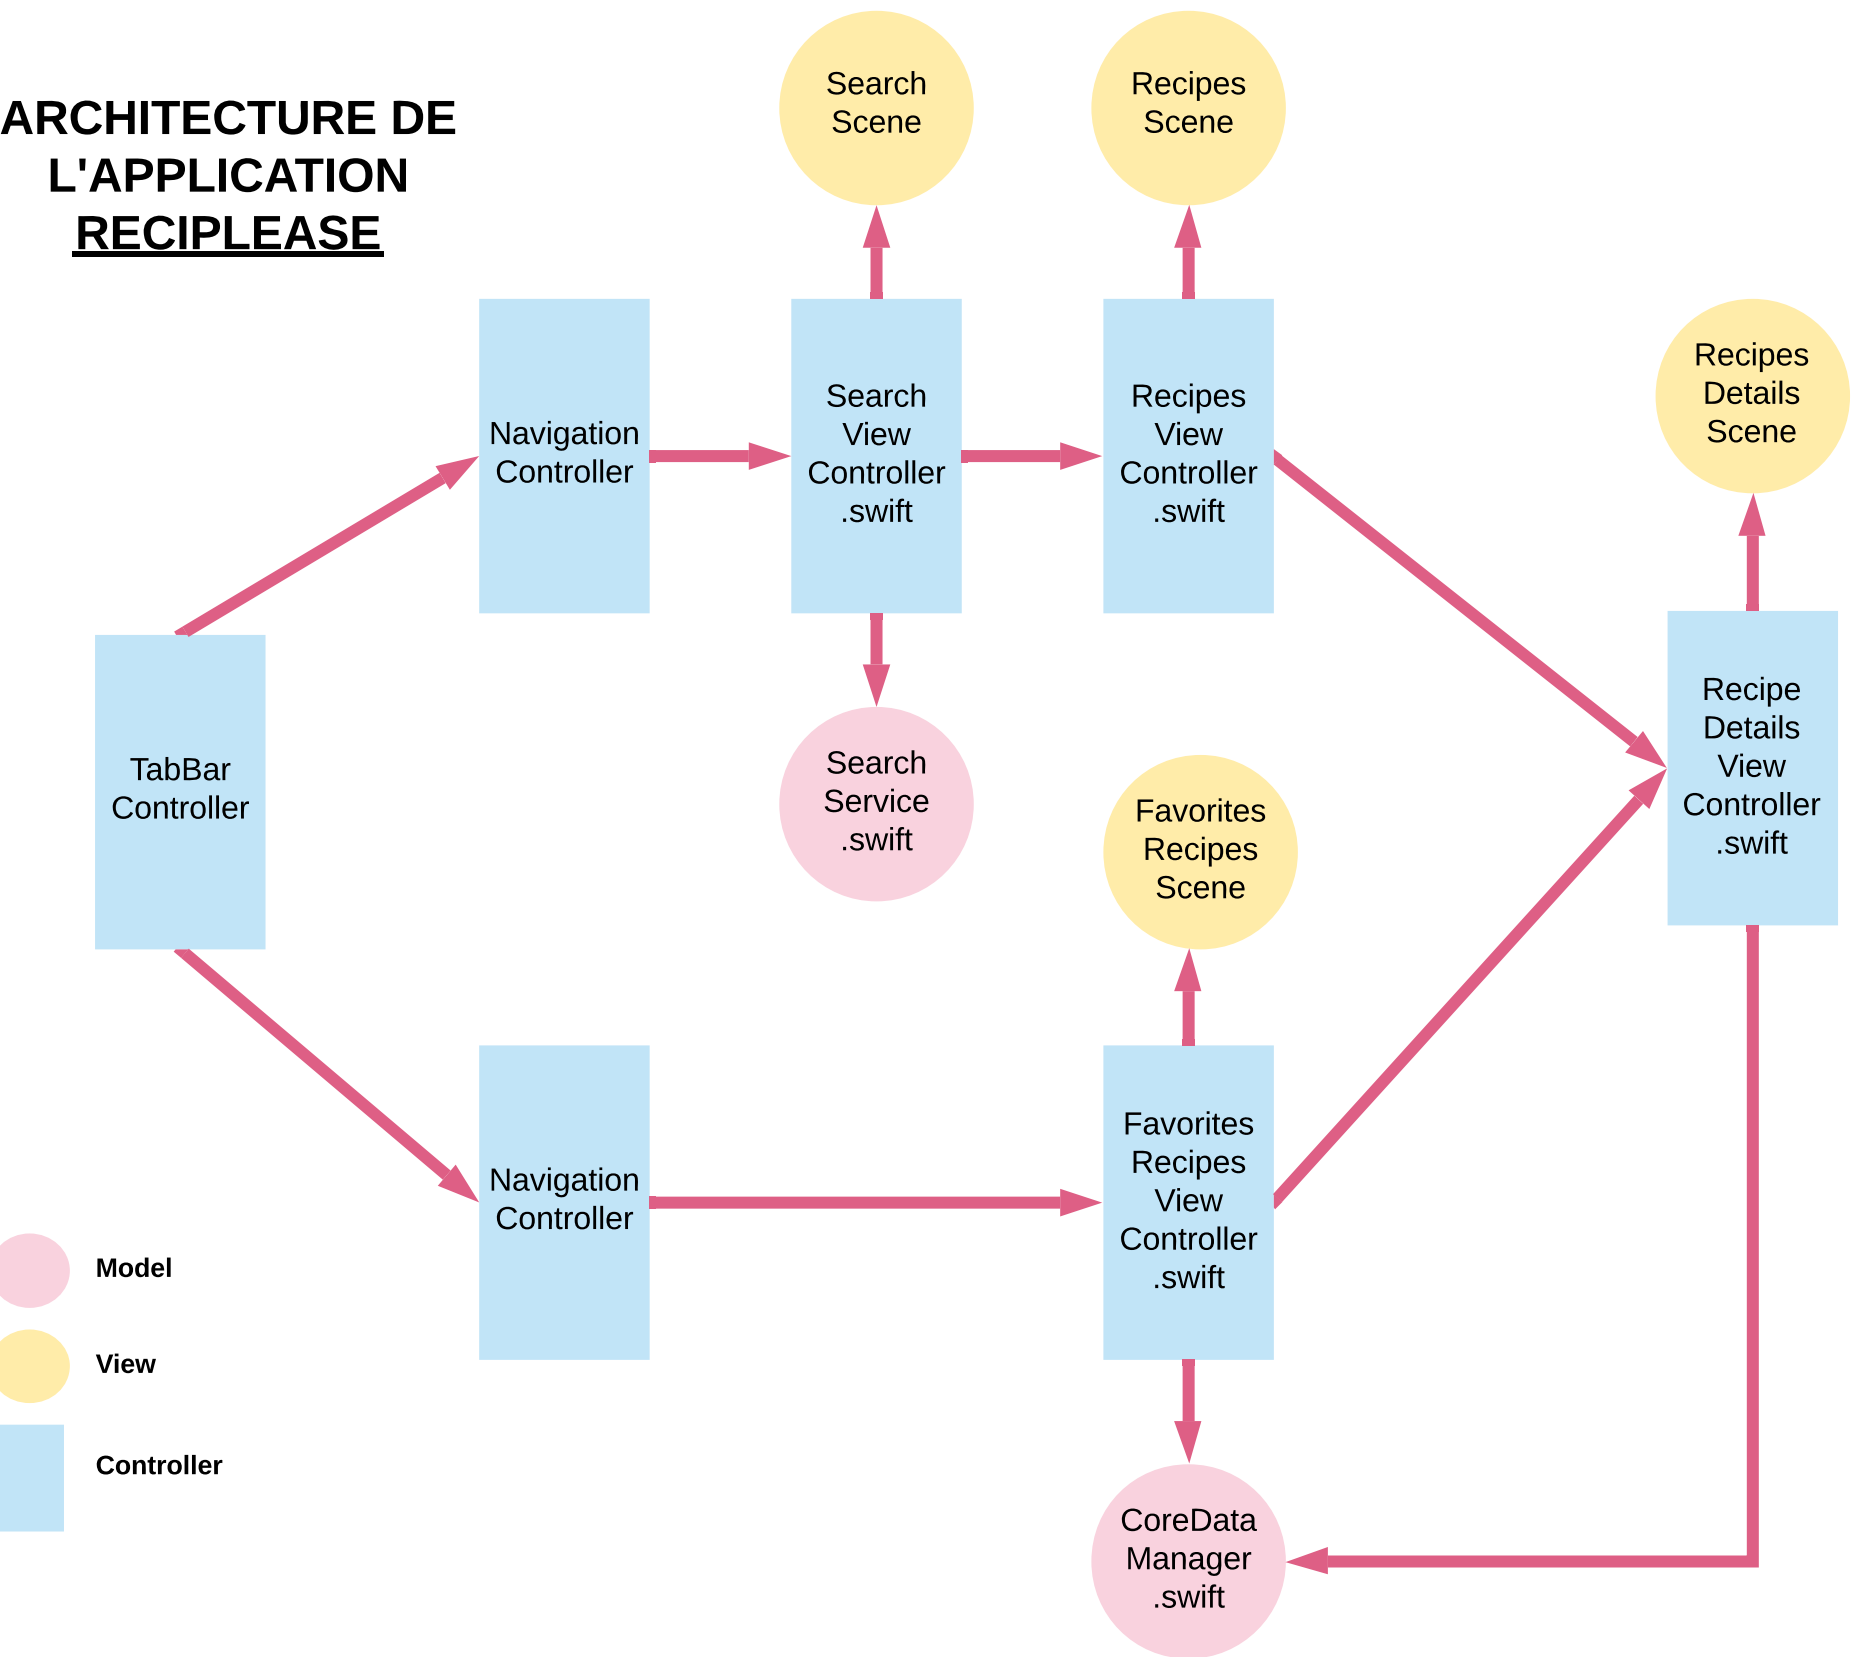 ARCHITECTURE DE
L'APPLICATION
RECIPLEASE
Search
Scene
Recipes
Scene
Navigation
Controller
Search
View
Controller
.swift
Recipes
View
Controller
.swift
Recipes
Details
Scene
TabBar
Controller
Search
Service
.swift
Favorites
Recipes
Scene
Recipe
Details
View
Controller
.swift
Navigation
Controller
Favorites
Recipes
View
Controller
.swift
Model
View
Controller
CoreData
Manager
.swift